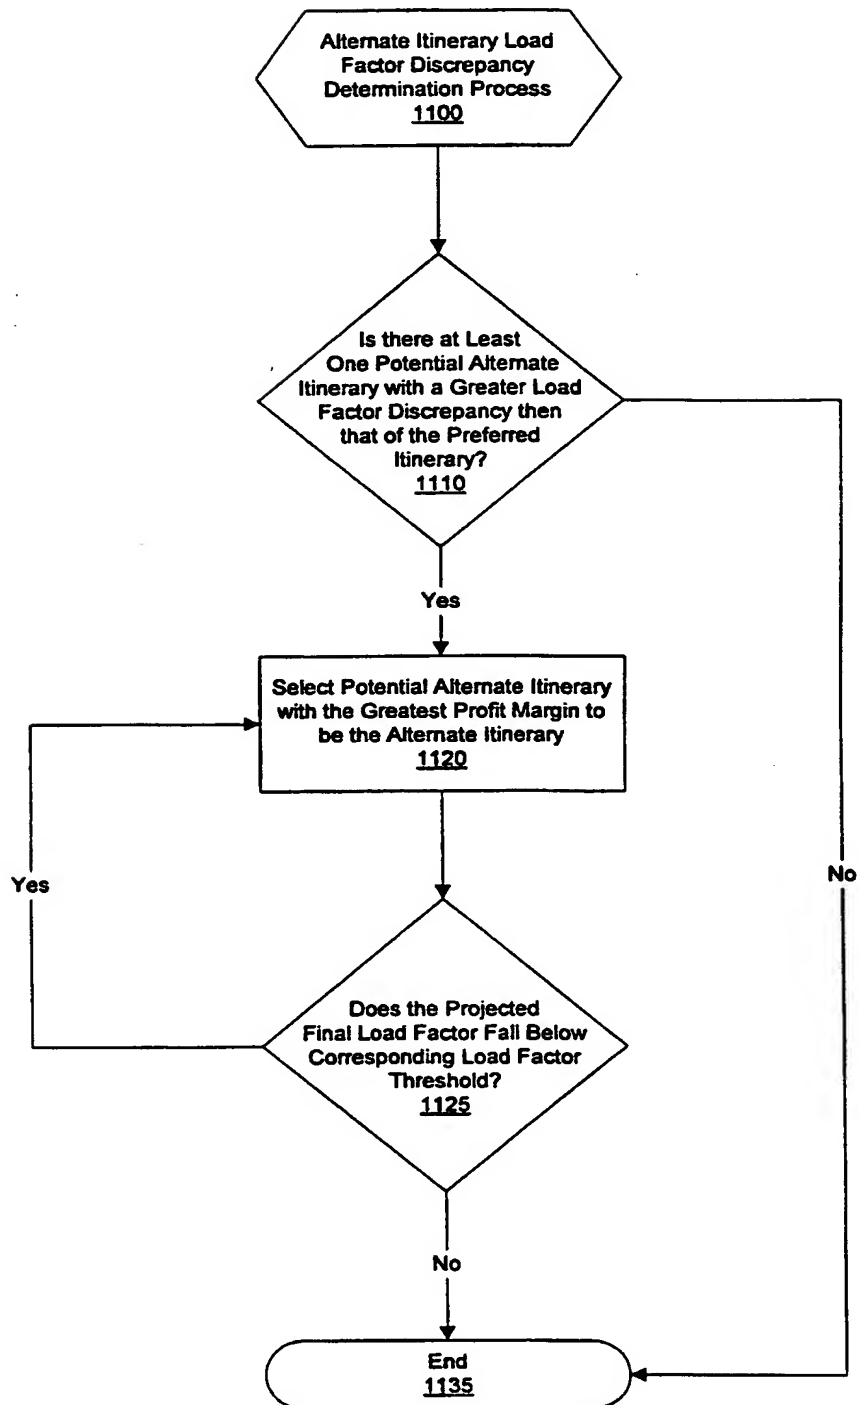 Alternate Itinerary Load
Factor Discrepancy
Determination Process
1100
Is there at Least
One Potential Alternate
Itinerary with a Greater Load
Factor Discrepancy then
that of the Preferred
Itinerary?
1110
Yes
Select Potential Alternate Itinerary
with the Greatest Profit Margin to
be the Alternate Itinerary
1120
Yes
No
Does the Projected
Final Load Factor Fall Below
Corresponding Load Factor
Threshold?
1125
No
End
1135